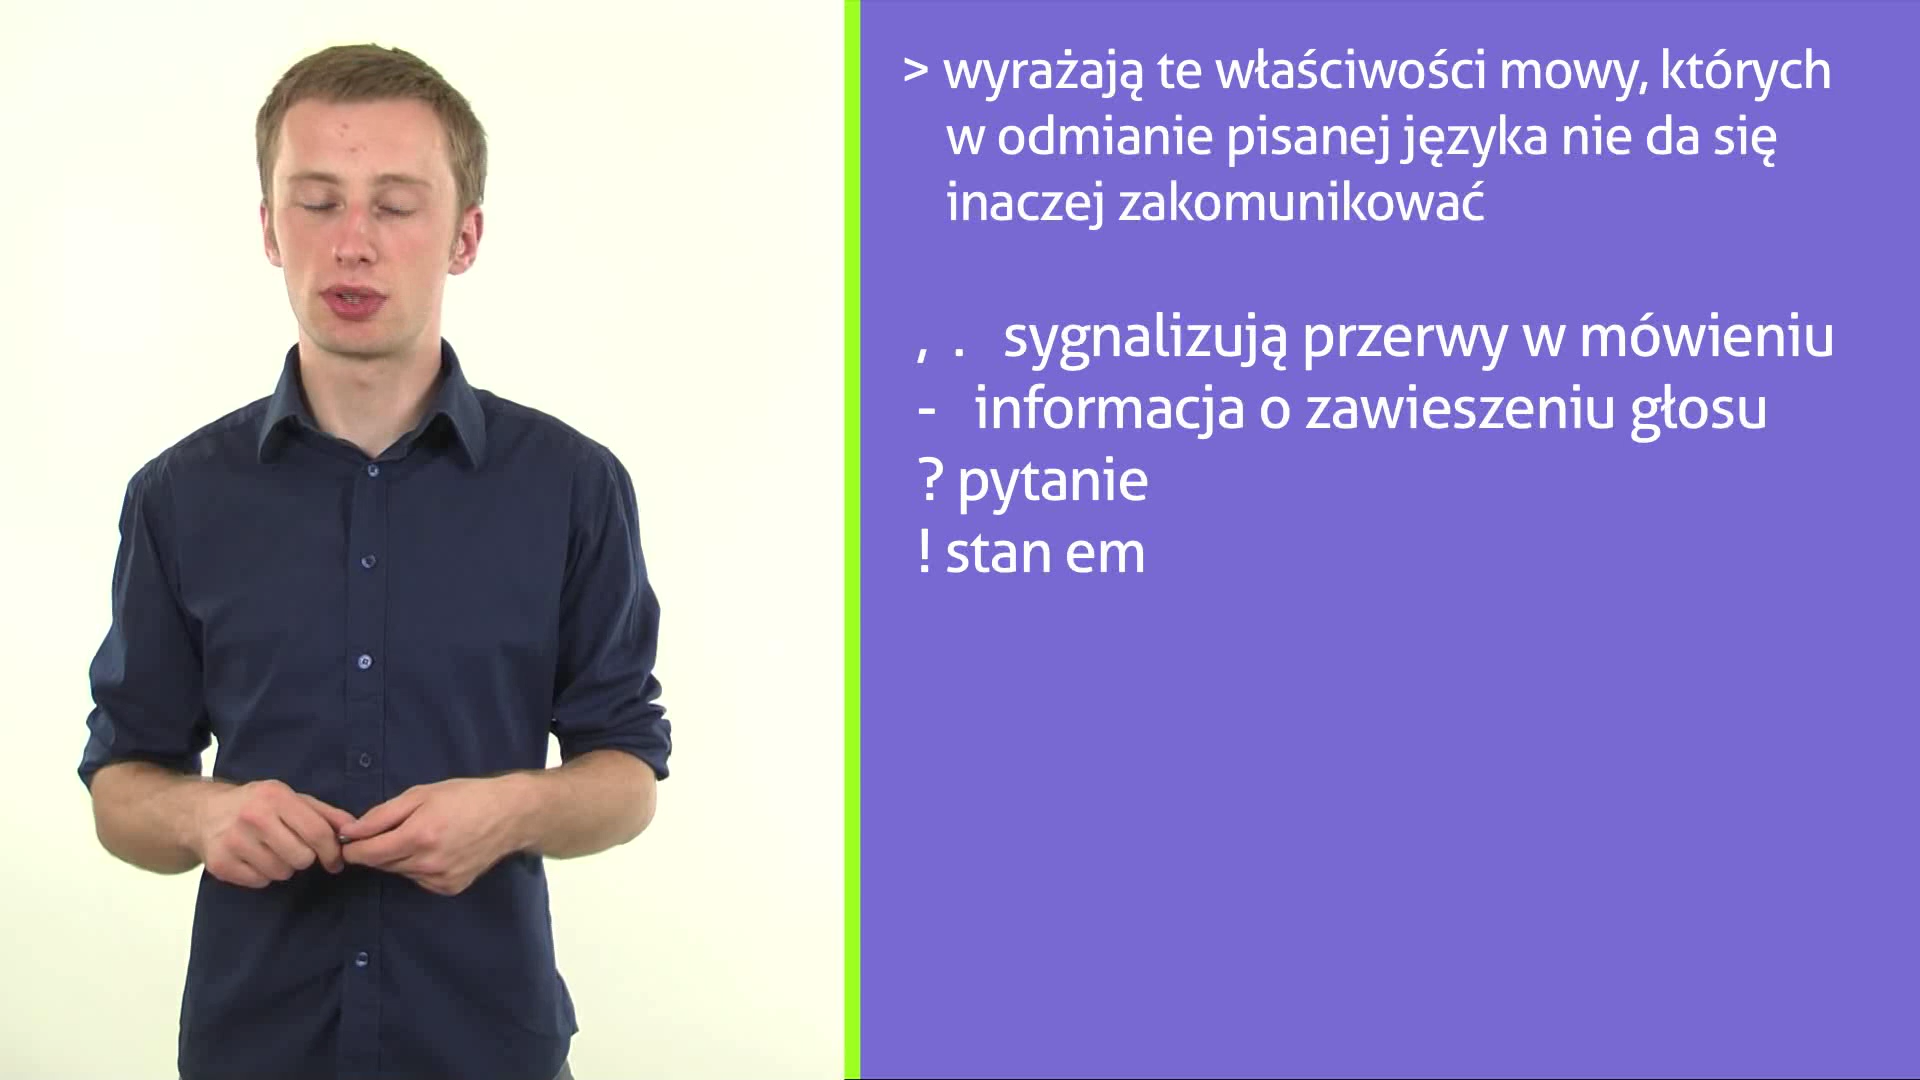 > wyrażają te właściwości mowy, których
w odmianie pisanej języka nie da się
inaczej zakomunikować
, . sygnalizują przerwy w mówieniu
- informacja o zawieszeniu głosu
? pytanie
! stan em